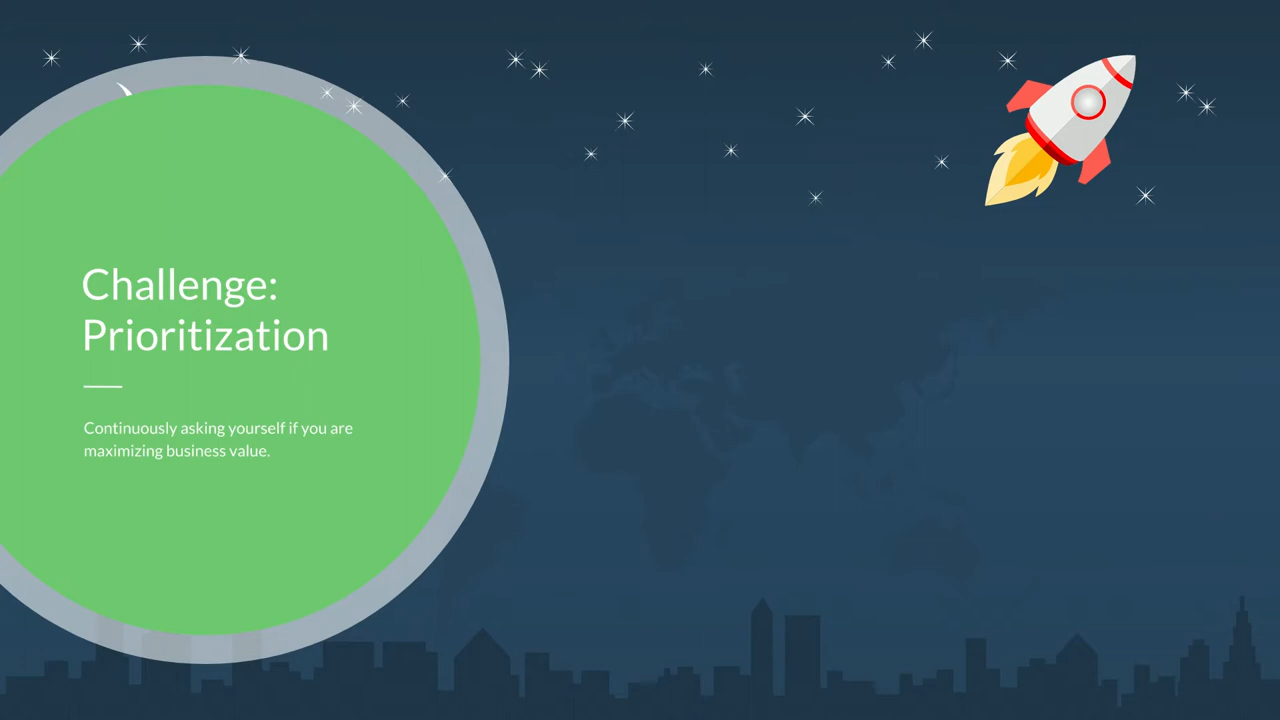 Challenge:
Prioritization
Continuously asking yourself if you are
maximizing business value.